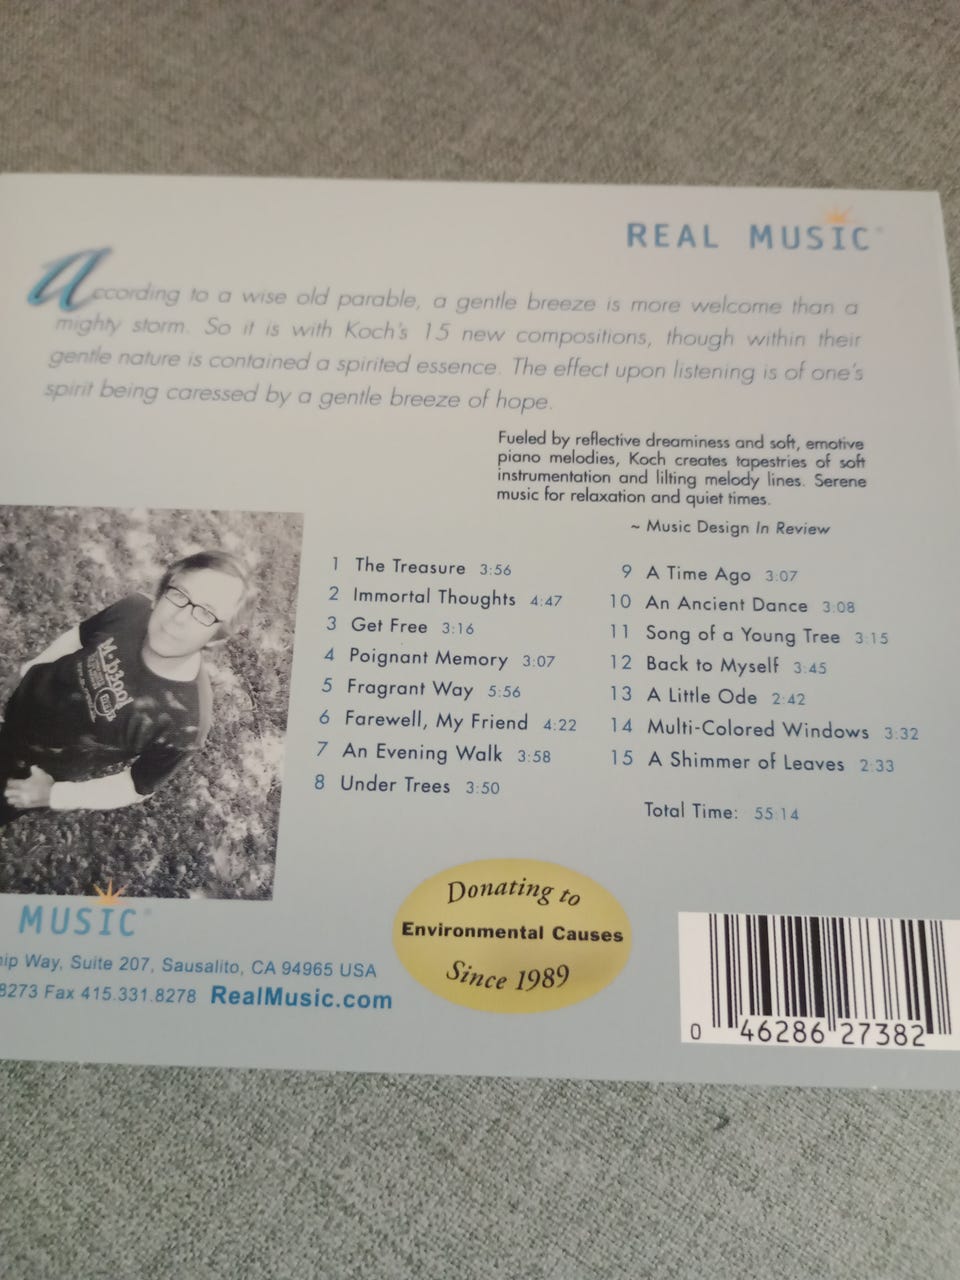 REAL MUSIC®
According to a wise old parable, a gentle breeze is more welcome than a
mighty storm. So it is with Koch's 15 new compositions, though within their
gentle nature is contained a spirited essence. The effect upon listening is of one's
spirit being caressed by a gentle breeze of hope.
Fueled by reflective dreaminess and soft, emotive
piano melodies, Koch creates tapestries of soft
instrumentation and lilting melody lines. Serene
music for relaxation and quiet times.
~ Music Design In Review
1 The Treasure 3:56
2 Immortal Thoughts 4:47
3 Get Free 3:16
4 Poignant Memory 3:07
5 Fragrant Way 5:56
6 Farewell, My Friend 4:22
7 An Evening Walk 3:58
8 Under Trees 3:50
9 A Time Ago 3:07
10 An Ancient Dance 3:08
11 Song of a Young Tree 3:15
12 Back to Myself 3:45
13 A Little Ode 2:42
14 Multi-Colored Windows 3:32
15 A Shimmer of Leaves 2:33
Total Time: 55:14
MUSIC®
Way, Suite 207, Sausalito, CA 94965 USA
8273 Fax 415.331.8278 RealMusic.com
Donating to
Environmental Causes
Since 1989
0 46286 27382